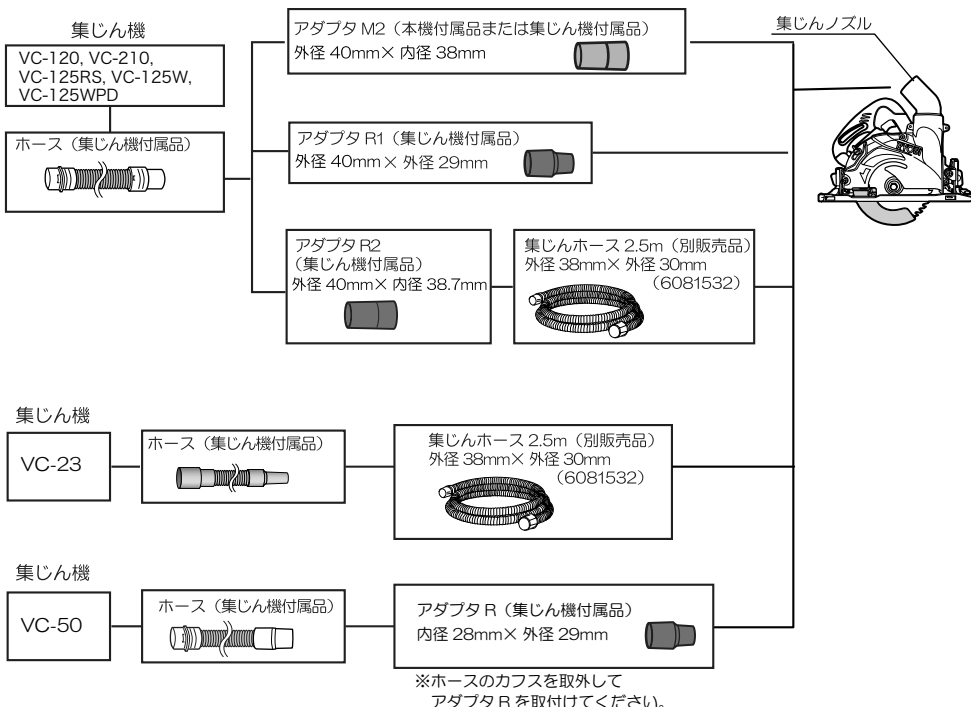 集じん機
VC-120, VC-210,
VC-125RS, VC-125W,
VC-125WPD
ホース（集じん機付属品）
アダプタ M2（本機付属品または集じん機付属品）
外径 40mm× 内径 38mm
アダプタ R1（集じん機付属品）
外径 40mm× 外径 29mm
アダプタ R2
（集じん機付属品）
外径 40mm× 内径 38.7mm
集じんホース 2.5m（別販売品）
外径 38mm× 外径 30mm
（6081532）
集じんノズル
集じん機
VC-23
ホース（集じん機付属品）
集じんホース 2.5m（別販売品）
外径 38mm× 外径 30mm
（6081532）
集じん機
VC-50
ホース（集じん機付属品）
アダプタ R（集じん機付属品）
内径 28mm× 外径 29mm
※ホースのカフスを取外して
アダプタ R を取付けてください。